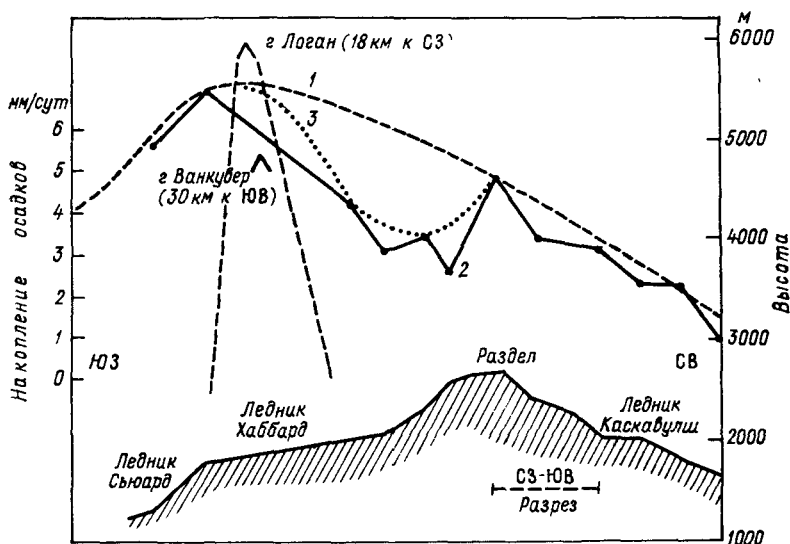 м
6000
г Логан (18 км к СЗ)
1
мм/сут
3
6
5000
5
г Ванкувер
(30 км к ЮВ)
4
4000
3
2
2
1
3000
ЮЗ
СВ
0
Раздел
Ледник
Хаббард
Ледник
Каскавулш
2000
Ледник
Сьюард
СЗ-ЮВ
Разрез
1000
Накопление осадков
Высота